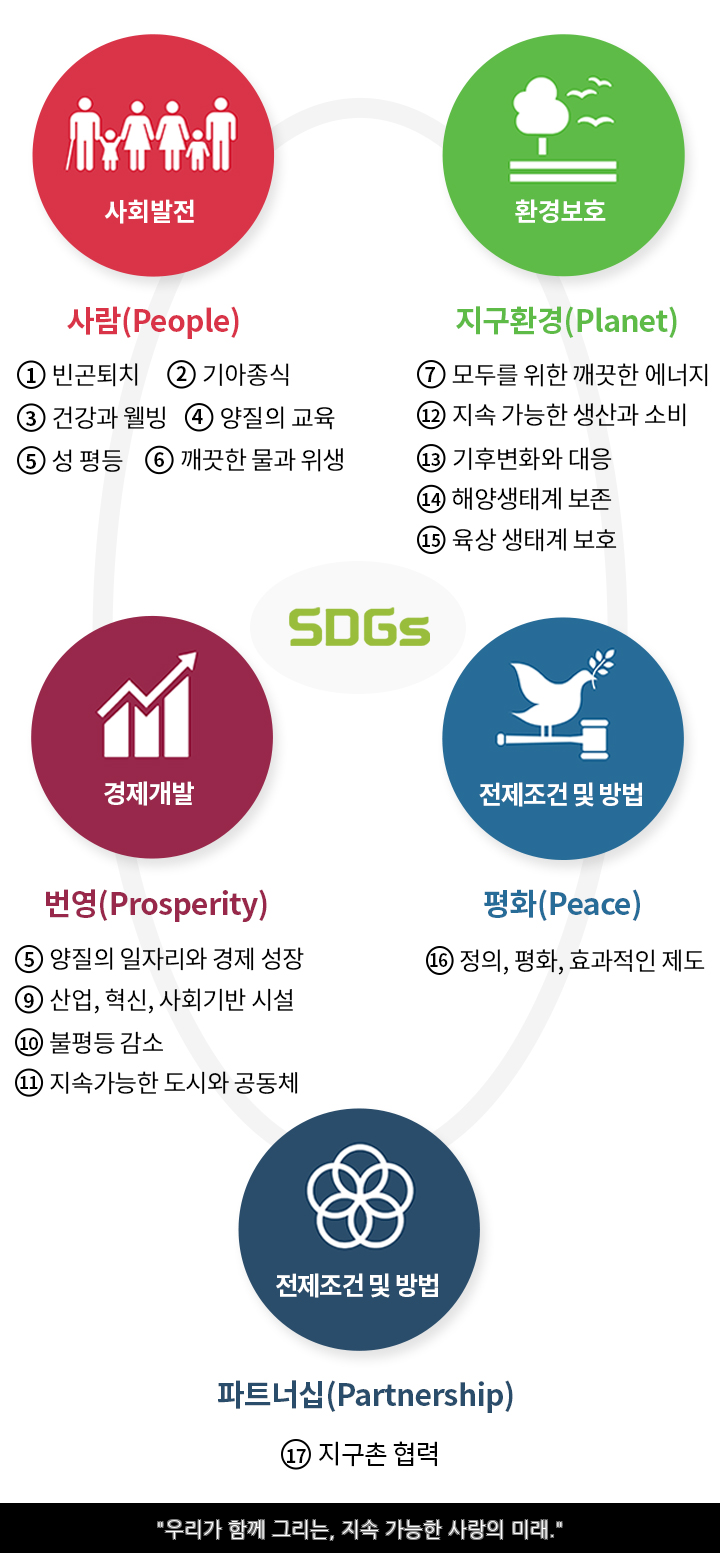 사회발전
사람(People)
① 빈곤퇴치 ② 기아종식
③ 건강과 웰빙 ④ 양질의 교육
⑤ 성 평등 ⑥ 깨끗한 물과 위생
환경보호
지구환경(Planet)
⑦ 모두를 위한 깨끗한 에너지
⑫ 지속 가능한 생산과 소비
⑬ 기후변화와 대응
⑭ 해양생태계 보존
⑮ 육상 생태계 보호
SDGs
경제개발
번영(Prosperity)
⑤ 양질의 일자리와 경제 성장
⑨ 산업, 혁신, 사회기반 시설
⑩ 불평등 감소
⑪ 지속가능한 도시와 공동체
전제조건 및 방법
평화(Peace)
⑯ 정의, 평화, 효과적인 제도
전제조건 및 방법
파트너십(Partnership)
⑰ 지구촌 협력
"우리가 함께 그리는, 지속 가능한 사랑의 미래."